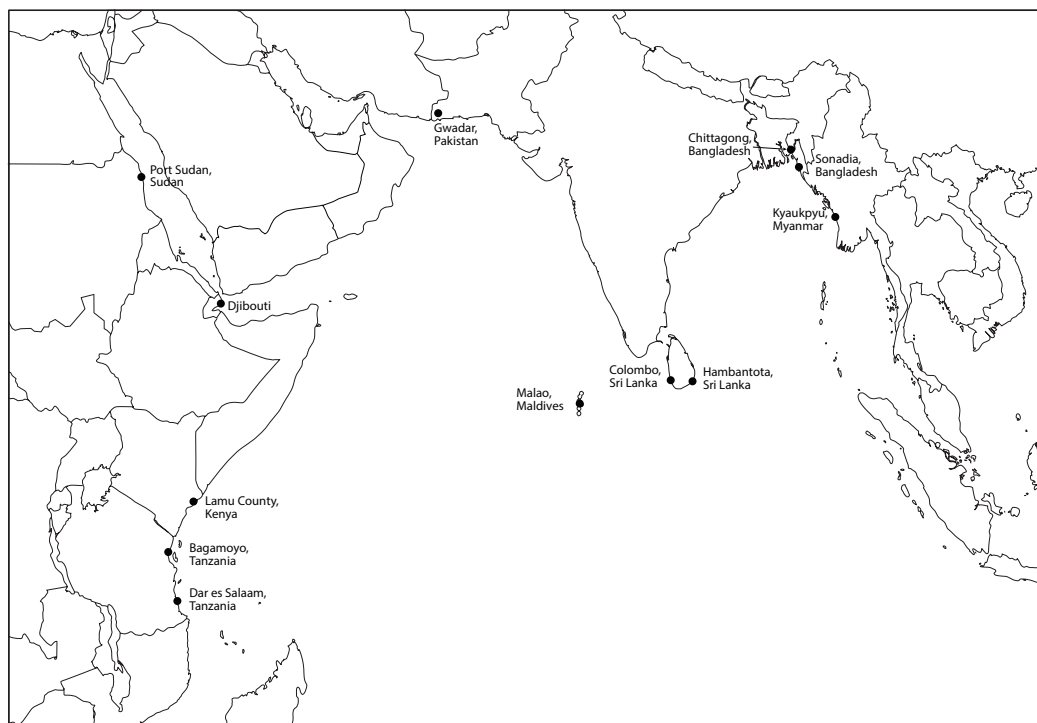 Gwadar,
Pakistan
Chittagong,
Bangladesh
Sonadia,
Bangladesh
Port Sudan,
Sudan
Kyaukpyu,
Myanmar
Djibouti
Colombo,
Sri Lanka
Hambantota,
Sri Lanka
Malao,
Maldives
Lamu County,
Kenya
Bagamoyo,
Tanzania
Dar es Salaam,
Tanzania